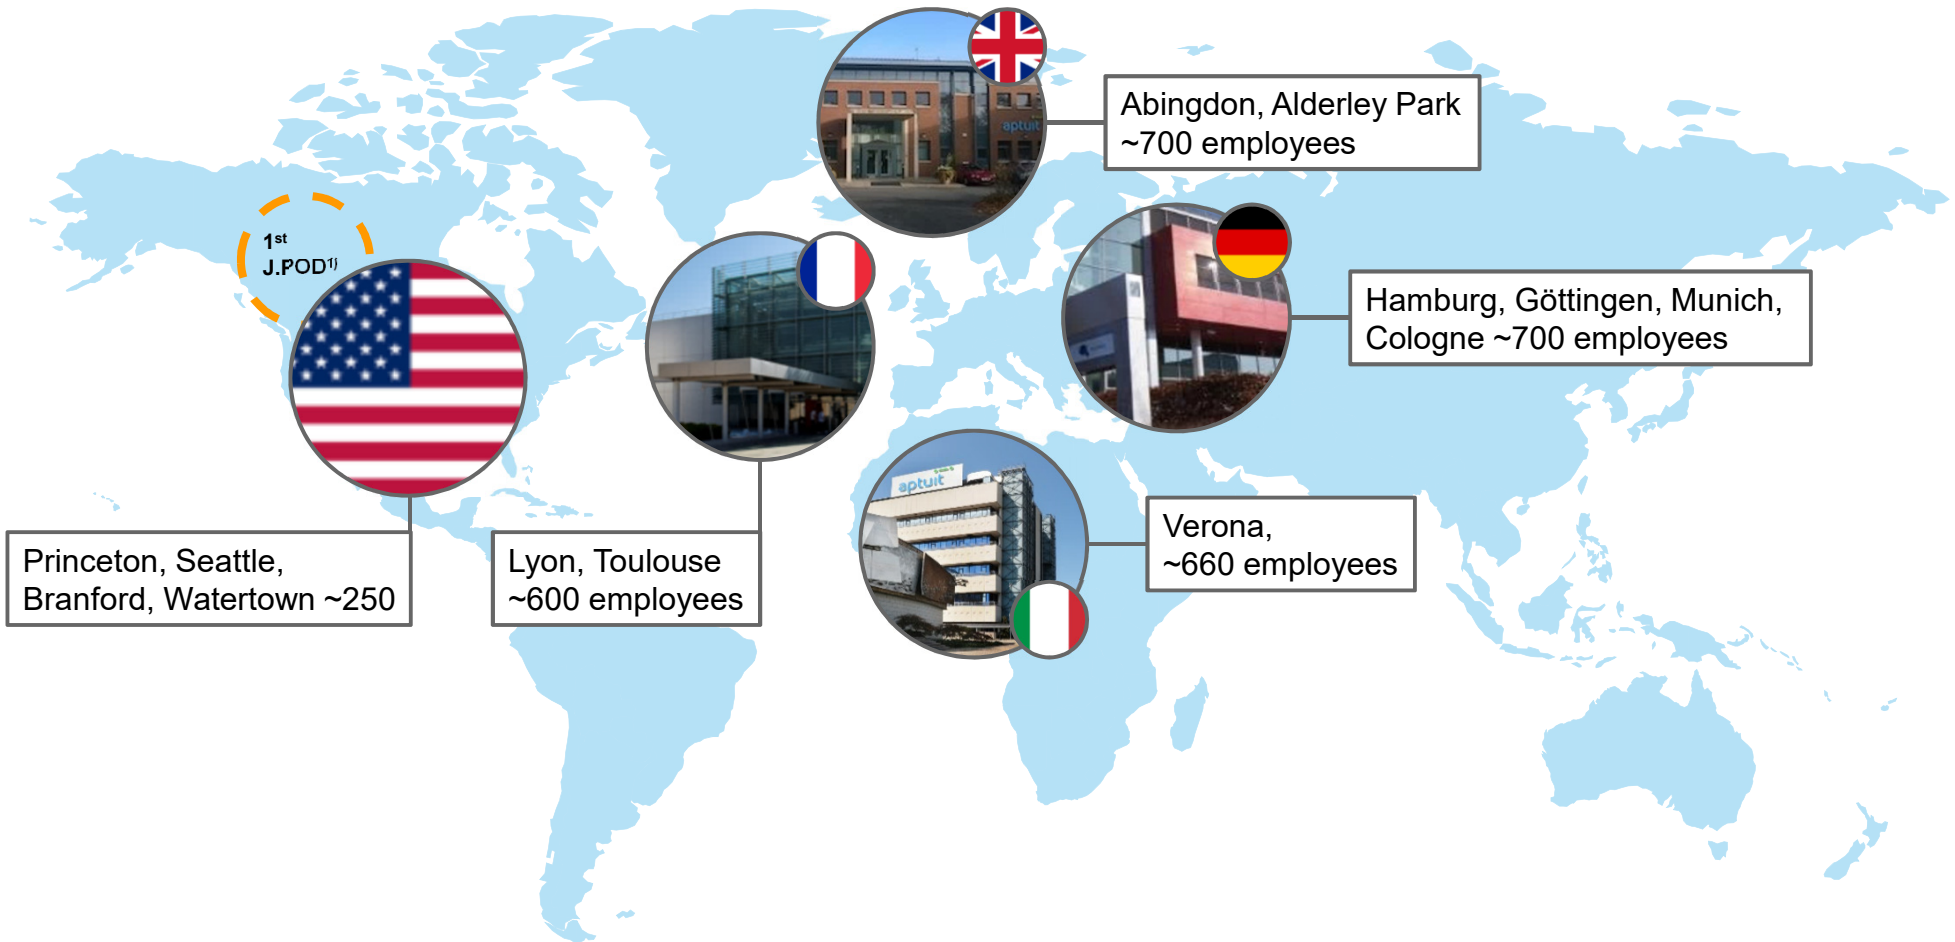 aptuit
Abingdon, Alderley Park
~700 employees
1st
J.POD1)
Hamburg, Göttingen, Munich,
Cologne ~700 employees
aptuit
Verona,
~660 employees
Princeton, Seattle,
Branford, Watertown ~250
Lyon, Toulouse
~600 employees